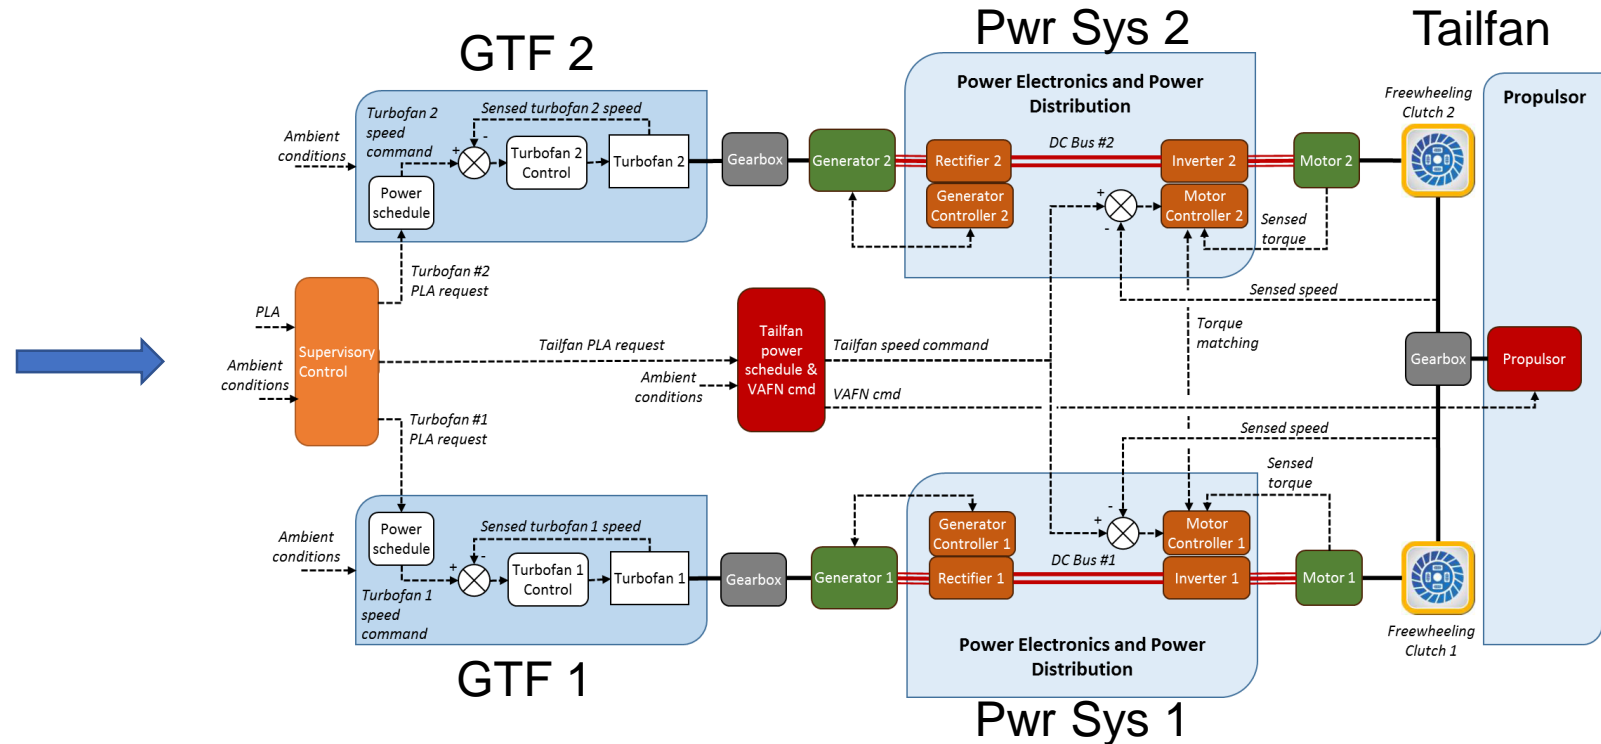 GTF 2
Pwr Sys 2
Tailfan
Ambient
conditions
Turbofan 2
speed
command
Sensed turbofan 2 speed
-
+
Turbofan 2
Control
Turbofan 2
Power
schedule
Gearbox
Generator 2
Power Electronics and Power
Distribution
Rectifier 2
DC Bus #2
Inverter 2
Generator
Controller 2
+
-
Motor
Controller 2
Motor 2
Sensed
torque
Freewheeling
Clutch 2
Propulsor
Turbofan #2
PLA request
PLA
Ambient
conditions
Supervisory
Control
Tailfan PLA request
Ambient
conditions
Tailfan
power
schedule &
VAFN cmd
Tailfan speed command
VAFN cmd
Sensed speed
Torque
matching
Gearbox
Propulsor
Sensed speed
Turbofan #1
PLA request
Ambient
conditions
Power
schedule
Sensed turbofan 1 speed
-
+
Turbofan 1
Control
Turbofan 1
Turbofan 1
speed
command
Gearbox
Generator 1
Generator
Controller 1
Rectifier 1
DC Bus #1
-
+
Motor
Controller 1
Inverter 1
Sensed
torque
Motor 1
Freewheeling
Clutch 1
Power Electronics and Power
Distribution
GTF 1
Pwr Sys 1